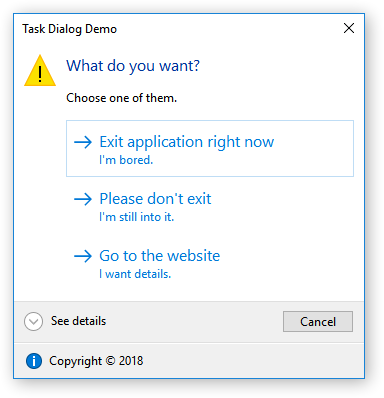 Task Dialog Demo
What do you want?
Choose one of them.
Exit application right now
I'm bored.
Please don't exit
I'm still into it.
Go to the website
I want details.
See details
Cancel
Copyright © 2018